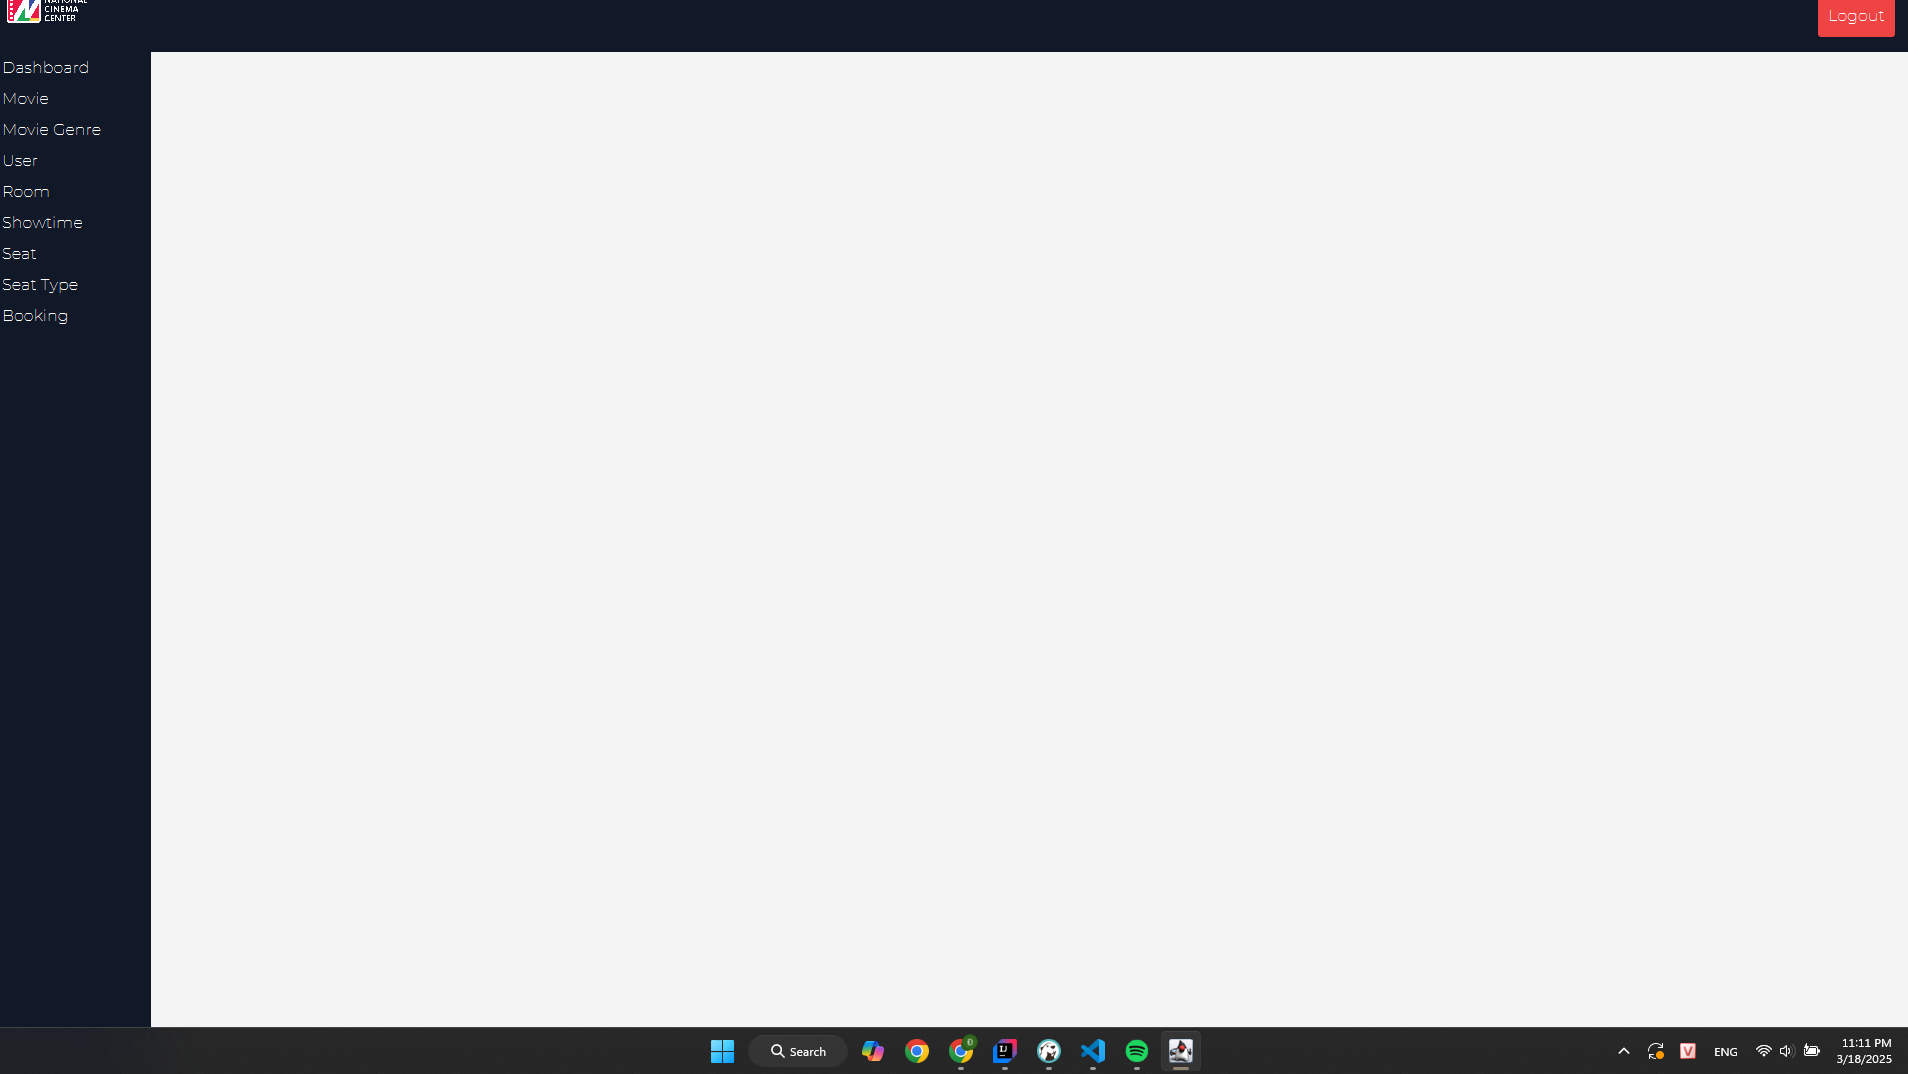 NATIONAL
CINEMA
CENTER
Logout
Dashboard
Movie
Movie Genre
User
Room
Showtime
Seat
Seat Type
Booking
Search
ENG
11:11 PM
3/18/2025